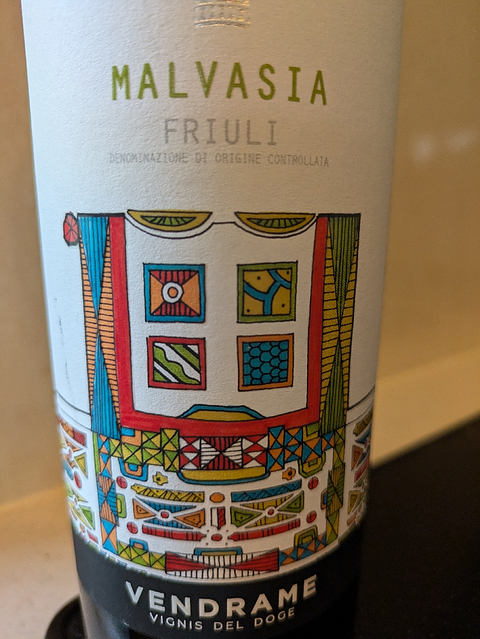 MALVASIA
FRIULI
DENOMINAZIONE DI ORIGINE CONTROLLATA
VENDRAME
VIGNIS DEL DOGE